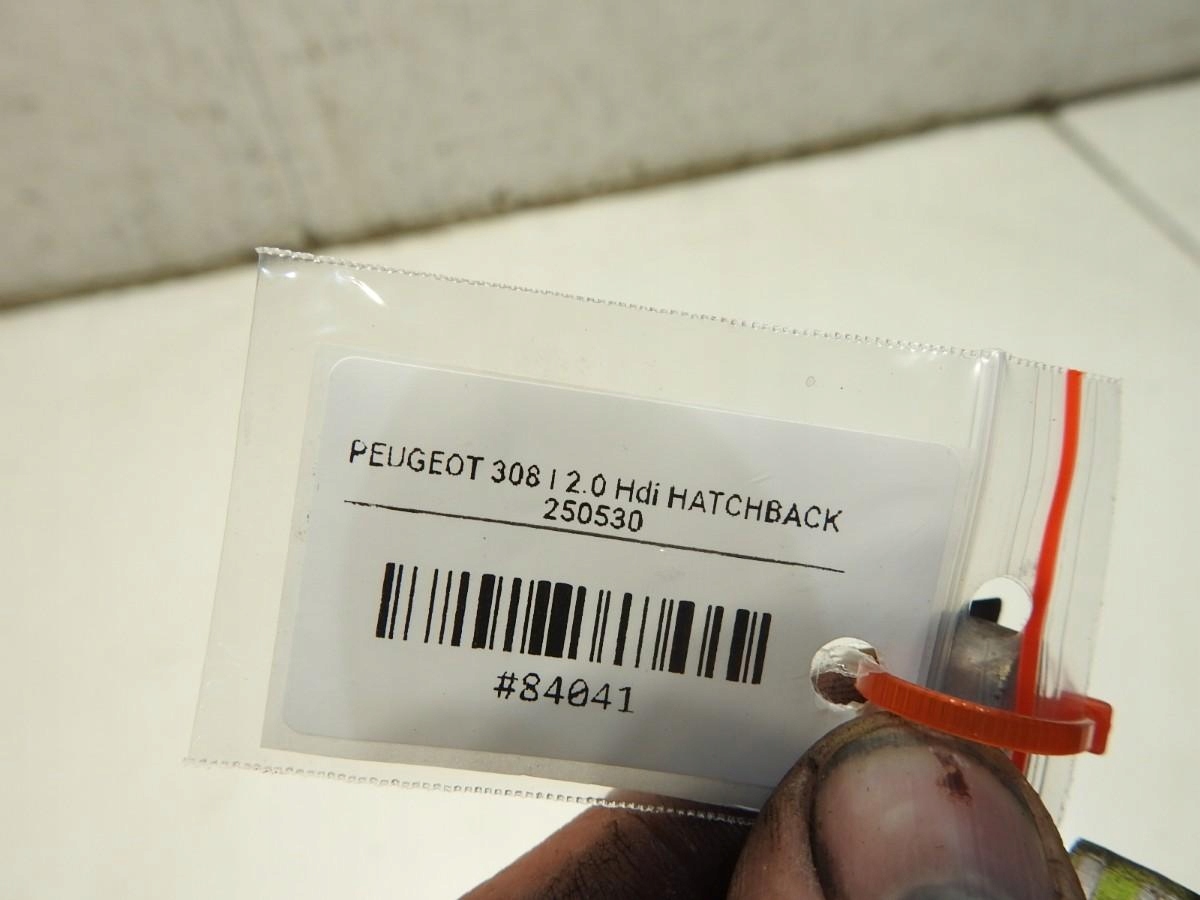 PEUGEOT 308 I 2.0 Hdi HATCHBACK
250530
#84041